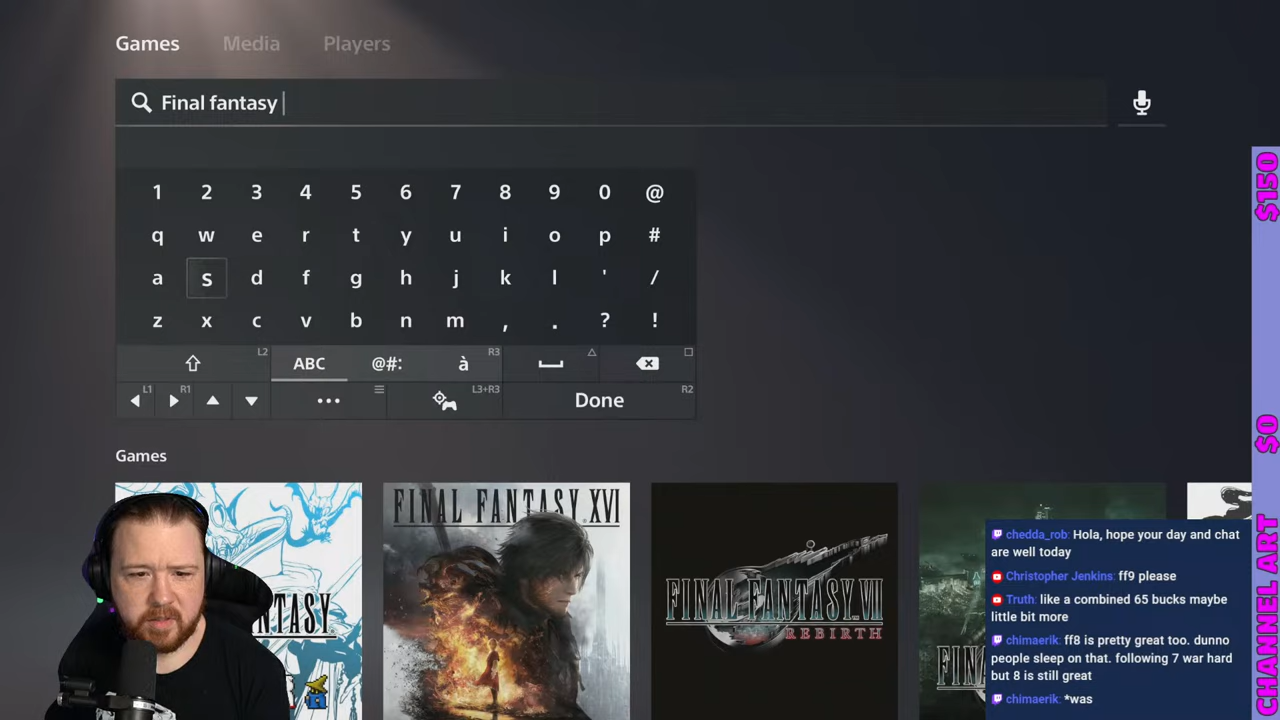 Games Media Players
Final fantasy
1 2 3 4 5 6 7 8 9 0 @
q w e r t y u i o p #
a s d f g h j k l ' /
z x c v b n m , . ? !
L2 ABC @#: à R3
L1 R1 L3+R3 Done R2
Games
FINAL FANTASY XVI
FINAL FANTASY VII
REBIRTH
chedda_rob: Hola, hope your day and chat
are well today
Christopher Jenkins: ff9 please
Truth: like a combined 65 bucks maybe
little bit more
chimaerik: ff8 is pretty great too. dunno
people sleep on that. following 7 war hard
but 8 is still great
chimaerik: *was
CHANNEL ART $0 $150